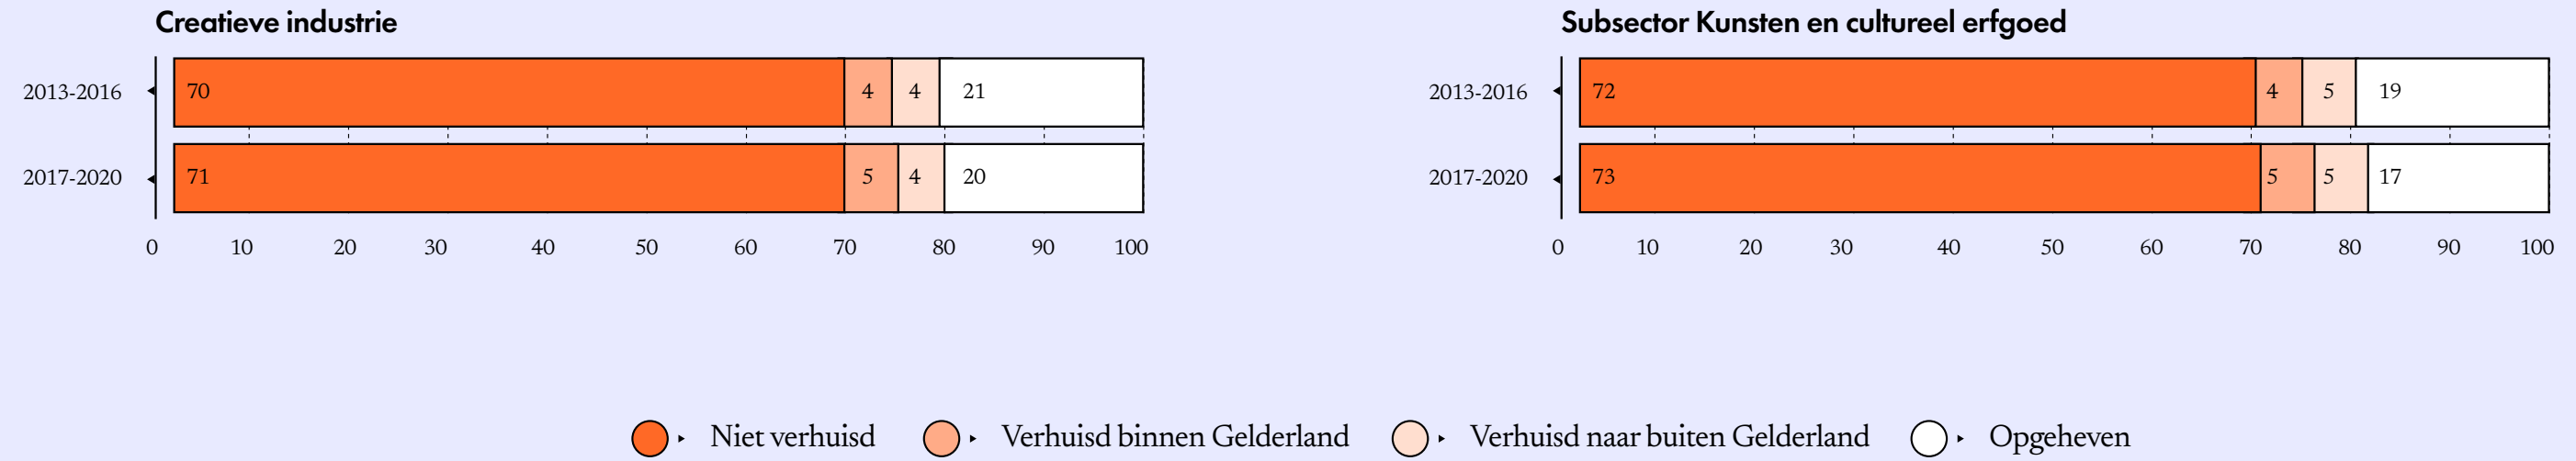 Creatieve industrie
2013-2016 70 4 4 21
2017-2020 71 5 4 20
0 10 20 30 40 50 60 70 80 90 100
Subsector Kunsten en cultureel erfgoed
2013-2016 72 4 5 19
2017-2020 73 5 5 17
0 10 20 30 40 50 60 70 80 90 100
Niet verhuisd Verhuisd binnen Gelderland Verhuisd naar buiten Gelderland Opgeheven